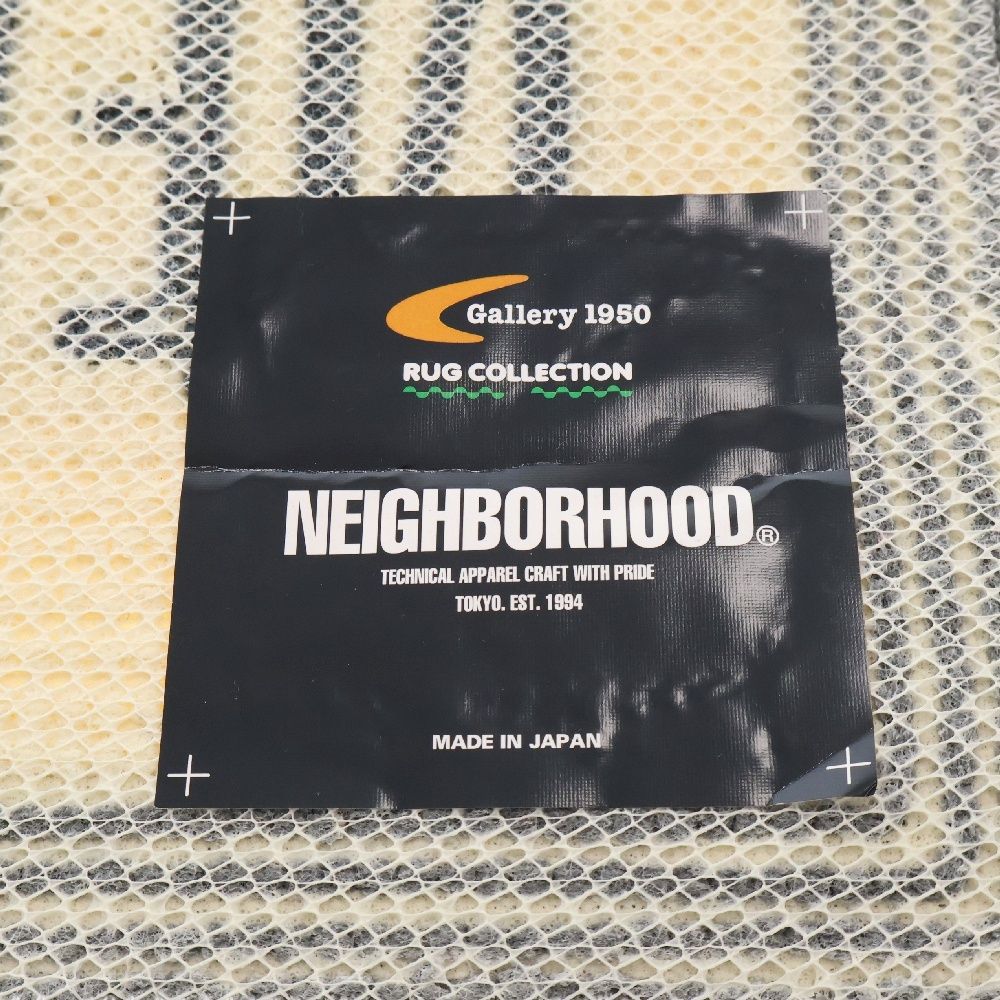 Gallery 1950
RUG COLLECTION
NEIGHBORHOOD®
TECHNICAL APPAREL CRAFT WITH PRIDE
TOKYO. EST. 1994
MADE IN JAPAN